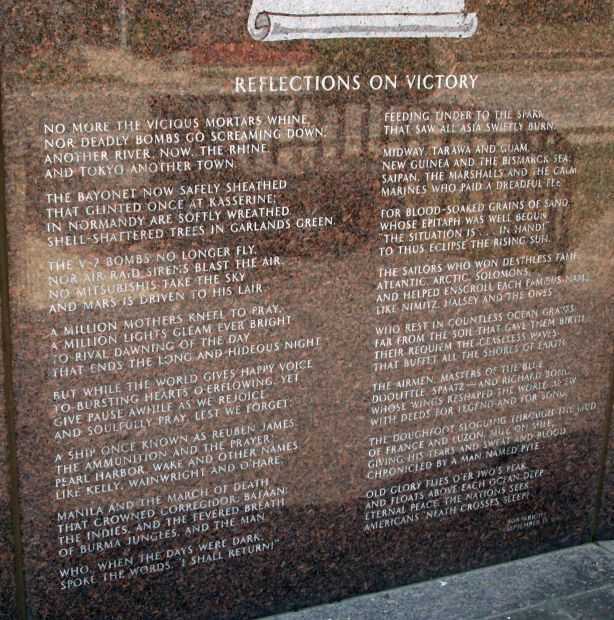 REFLECTIONS ON VICTORY
NO MORE THE VICIOUS MORTARS WHINE,
NOR DEADLY BOMBS GO SCREAMING DOWN,
ANOTHER RIVER, NOW, THE RHINE
AND TOKYO ANOTHER TOWN.
THE BAYONET NOW SAFELY SHEATHED
THAT GLINTED ONCE AT KASSERINE;
IN NORMANDY ARE SOFTLY WREATHED
SHELL-SHATTERED TREES IN GARLANDS GREEN.
THE V-2 BOMBS NO LONGER FLY,
NOR AIR RAID SIRENS BLAST THE AIR,
NO MITSUBISHIS TAKE THE SKY
AND MARS IS DRIVEN TO HIS LAIR.
A MILLION MOTHERS KNEEL TO PRAY,
A MILLION LIGHTS GLEAM EVER BRIGHT
TO RIVAL DAWNING OF THE DAY
THAT ENDS THE LONG AND HIDEOUS NIGHT
BUT WHILE THE WORLD GIVES HAPPY VOICE
TO BURSTING HEARTS O'ERFLOWING, YET
GIVE PAUSE AWHILE AS WE REJOICE
AND SOULFULLY PRAY, LEST WE FORGET:
A SHIP ONCE KNOWN AS REUBEN JAMES,
THE AMMUNITION AND THE PRAYER,
PEARL HARBOR, WAKE AND OTHER NAMES
LIKE KELLY, WAINWRIGHT AND O'HARE,
MANILA AND THE MARCH OF DEATH
THAT CROWNED CORREGIDOR, BATAAN;
THE INDIES, AND THE FEVERED BREATH
OF BURMA JUNGLES, AND THE MAN
WHO, WHEN THE DAYS WERE DARK,
SPOKE THE WORDS, "I SHALL RETURN!"
FEEDING TINDER TO THE SPARK
THAT SAW ALL ASIA SWIFTLY BURN.
MIDWAY, TARAWA AND GUAM,
NEW GUINEA AND THE BISMARCK SEA,
SAIPAN, THE MARSHALLS AND THE CALM
MARINES WHO PAID A DREADFUL FEE
FOR BLOOD-SOAKED GRAINS OF SAND,
WHOSE EPITAPH WAS WELL BEGUN
"THE SITUATION IS . . . IN HAND!"
TO THUS ECLIPSE THE RISING SUN.
THE SAILORS WHO WON DEATHLESS FAME
ATLANTIC, ARCTIC, SOLOMONS,
AND HELPED ENSCROLL EACH FAMOUS NAME
LIKE NIMITZ, HALSEY AND THE ONES
WHO REST IN COUNTLESS OCEAN GRAVES
FAR FROM THE SOIL THAT GAVE THEM BIRTH,
THEIR REQUIEM THE CEASELESS WAVES
THAT BUFFET ALL THE SHORES OF EARTH.
THE AIRMEN, MASTERS OF THE BLUE
DOOLITTLE, SPAATZ—AND RICHARD BONG,
WHOSE WINGS RESHAPED THE WORLD ANEW
WITH DEEDS FOR LEGEND AND FOR SONG.
THE DOUGHFOOT SLOGGING THROUGH THE MUD
OF FRANCE AND LUZON, MILE ON MILE,
GIVING HIS TEARS AND SWEAT AND BLOOD,
CHRONICLED BY A MAN NAMED PYLE
OLD GLORY FLIES O'ER JWO'S PEAK
AND FLOATS ABOVE EACH OCEAN DEEP
ETERNAL PEACE THE NATIONS SEEK
AMERICANS 'NEATH CROSSES, SLEEP!
SEPTEMBER